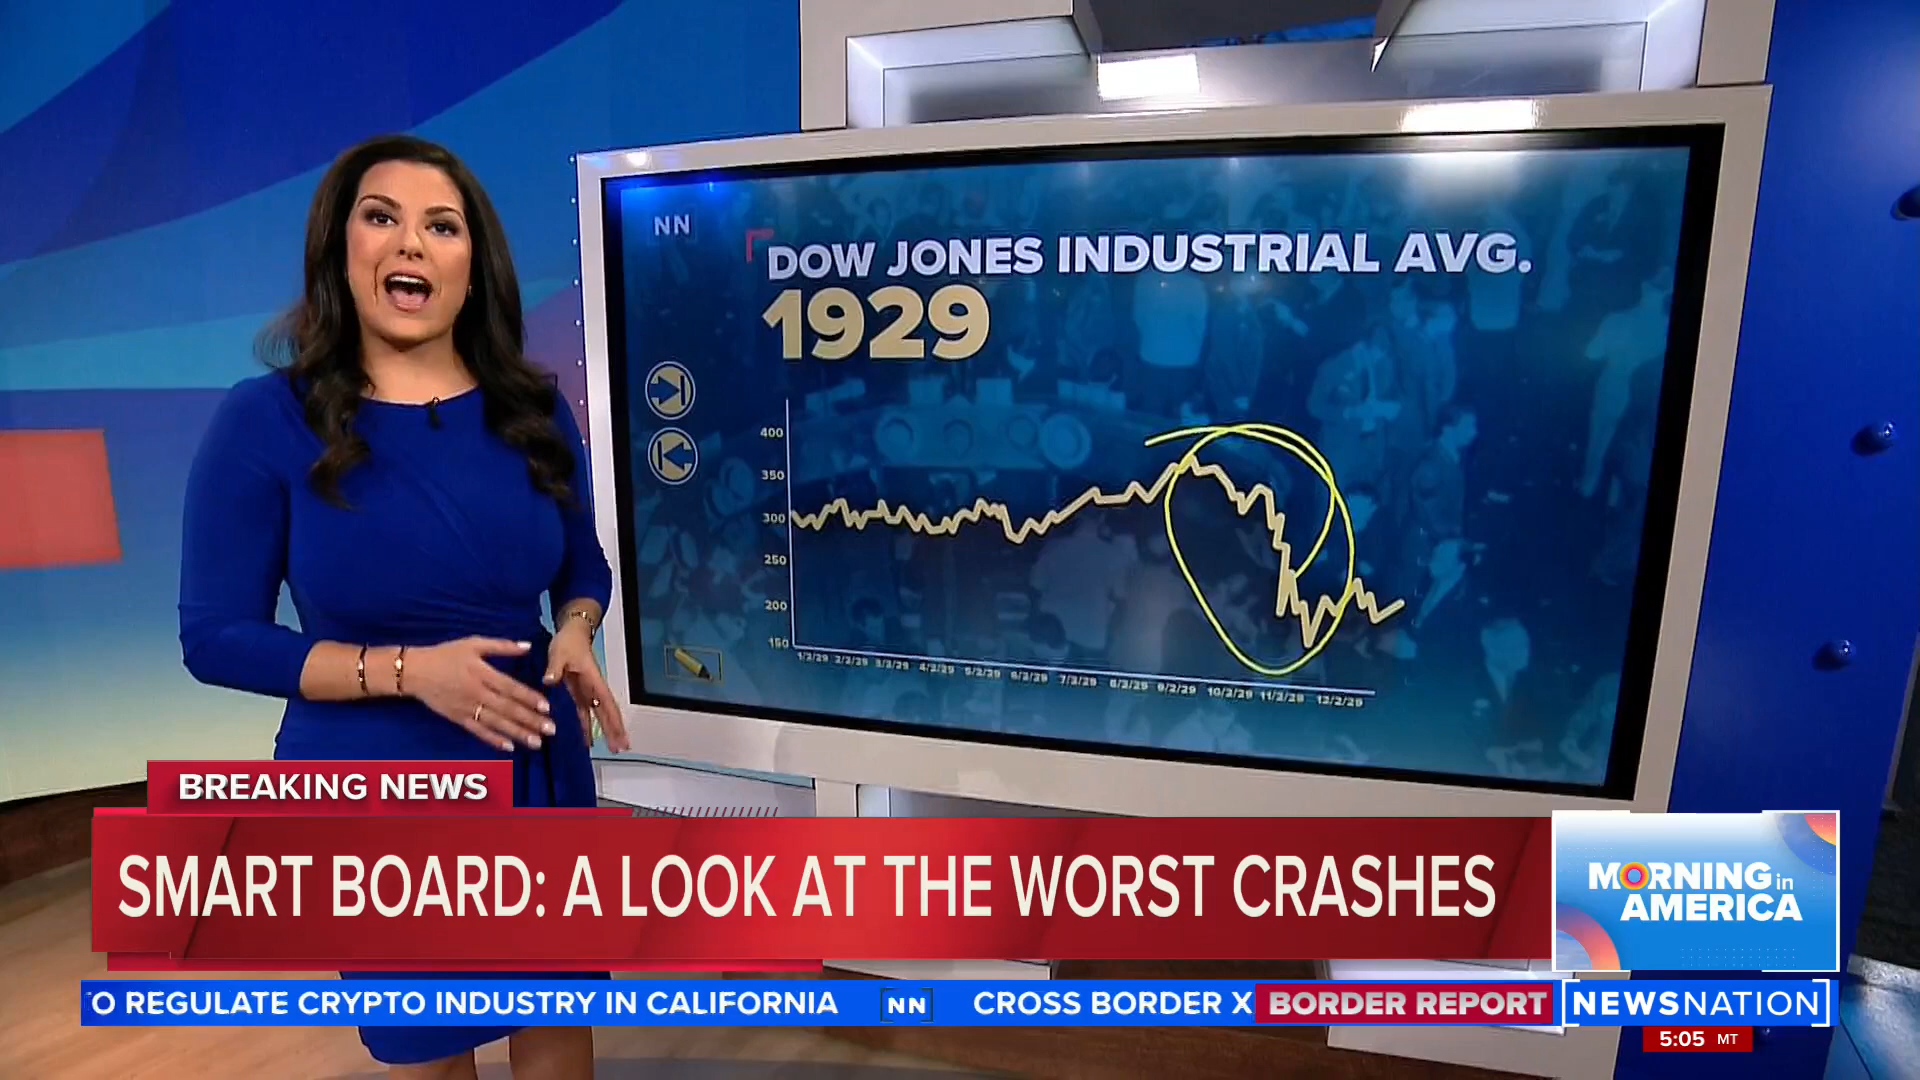 NN
DOW JONES INDUSTRIAL AVG.
1929
400
350
300
250
200
150
1/2/29 2/2/29 3/2/29 4/2/29 5/2/29 6/2/29 7/2/29 8/2/29 9/2/29 10/2/29 11/2/29 12/2/29
BREAKING NEWS
SMART BOARD: A LOOK AT THE WORST CRASHES
MORNING in
AMERICA
O REGULATE CRYPTO INDUSTRY IN CALIFORNIA NN CROSS BORDER X BORDER REPORT NEWSNATION
5:05 MT